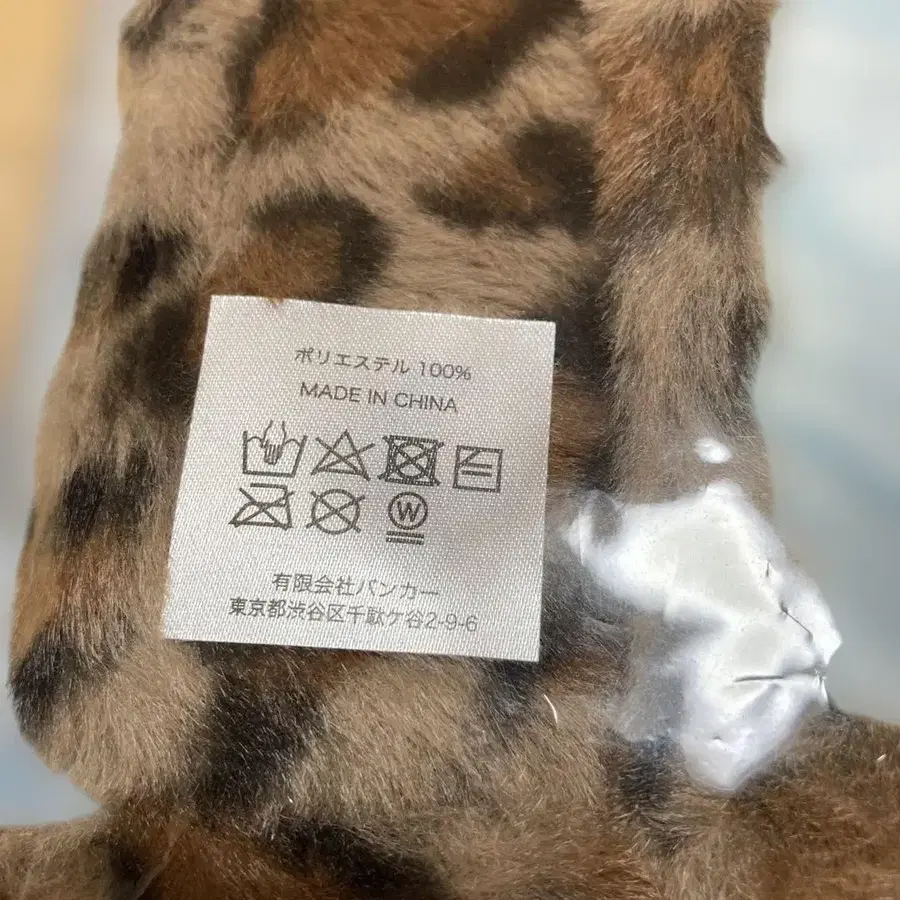 ポリエステル 100%
MADE IN CHINA
W
有限会社バンカー
東京都渋谷区千駄ケ谷2-9-6